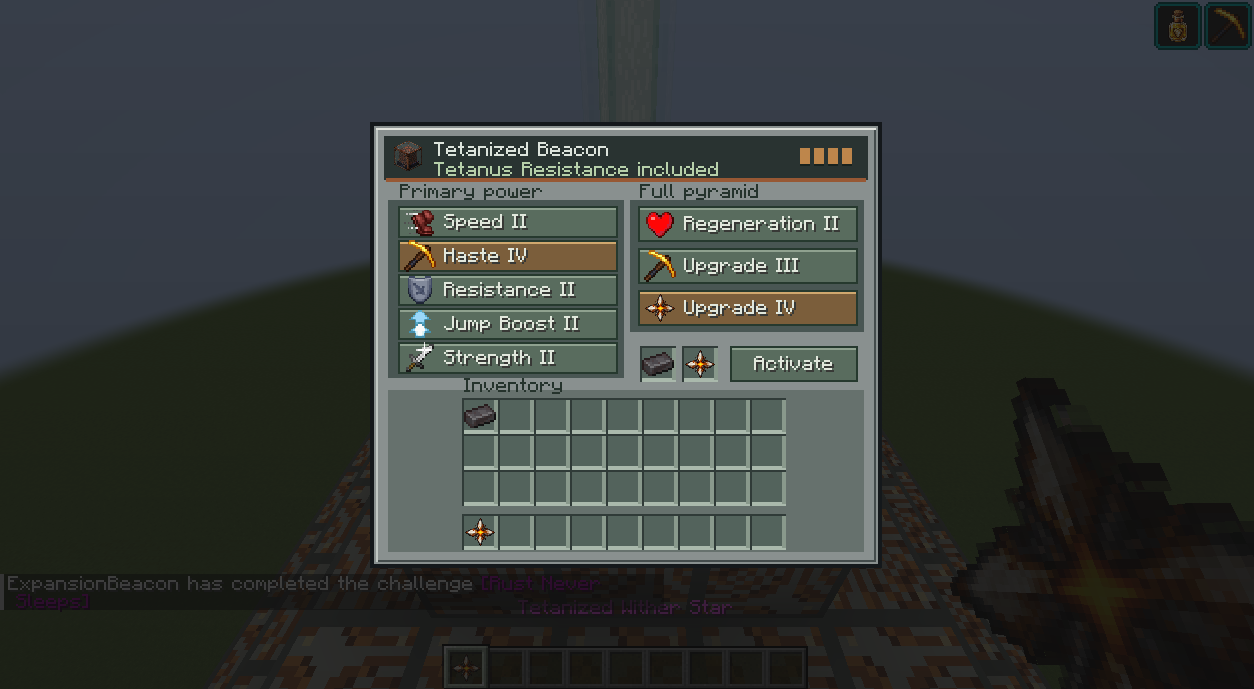 Tetanized Beacon
Tetanus Resistance included
Primary power
Full pyramid
Speed II
Haste IV
Resistance II
Jump Boost II
Strength II
Regeneration II
Upgrade III
Upgrade IV
Activate
Inventory
ExpansionBeacon has completed the challenge [Rust Never
Sleeps]
Tetanized Wither Star